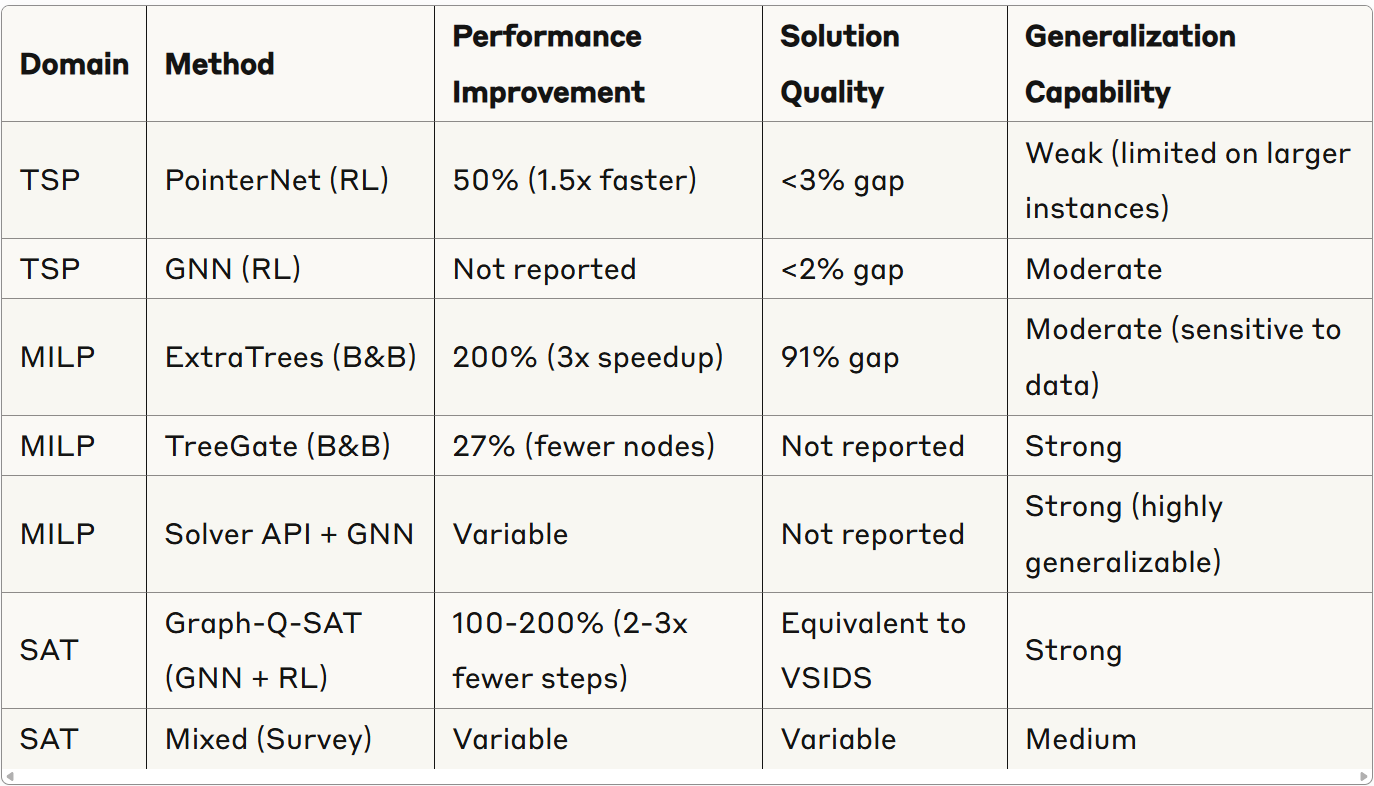 Domain
Method
Performance
Improvement
Solution
Quality
Generalization
Capability
TSP
PointerNet (RL)
50% (1.5x faster)
<3% gap
Weak (limited on larger
instances)
TSP
GNN (RL)
Not reported
<2% gap
Moderate
MILP
ExtraTrees (B&B)
200% (3x speedup)
91% gap
Moderate (sensitive to
data)
MILP
TreeGate (B&B)
27% (fewer nodes)
Not reported
Strong
MILP
Solver API + GNN
Variable
Not reported
Strong (highly
generalizable)
SAT
Graph-Q-SAT
(GNN + RL)
100-200% (2-3x
fewer steps)
Equivalent to
VSIDS
Strong
SAT
Mixed (Survey)
Variable
Variable
Medium